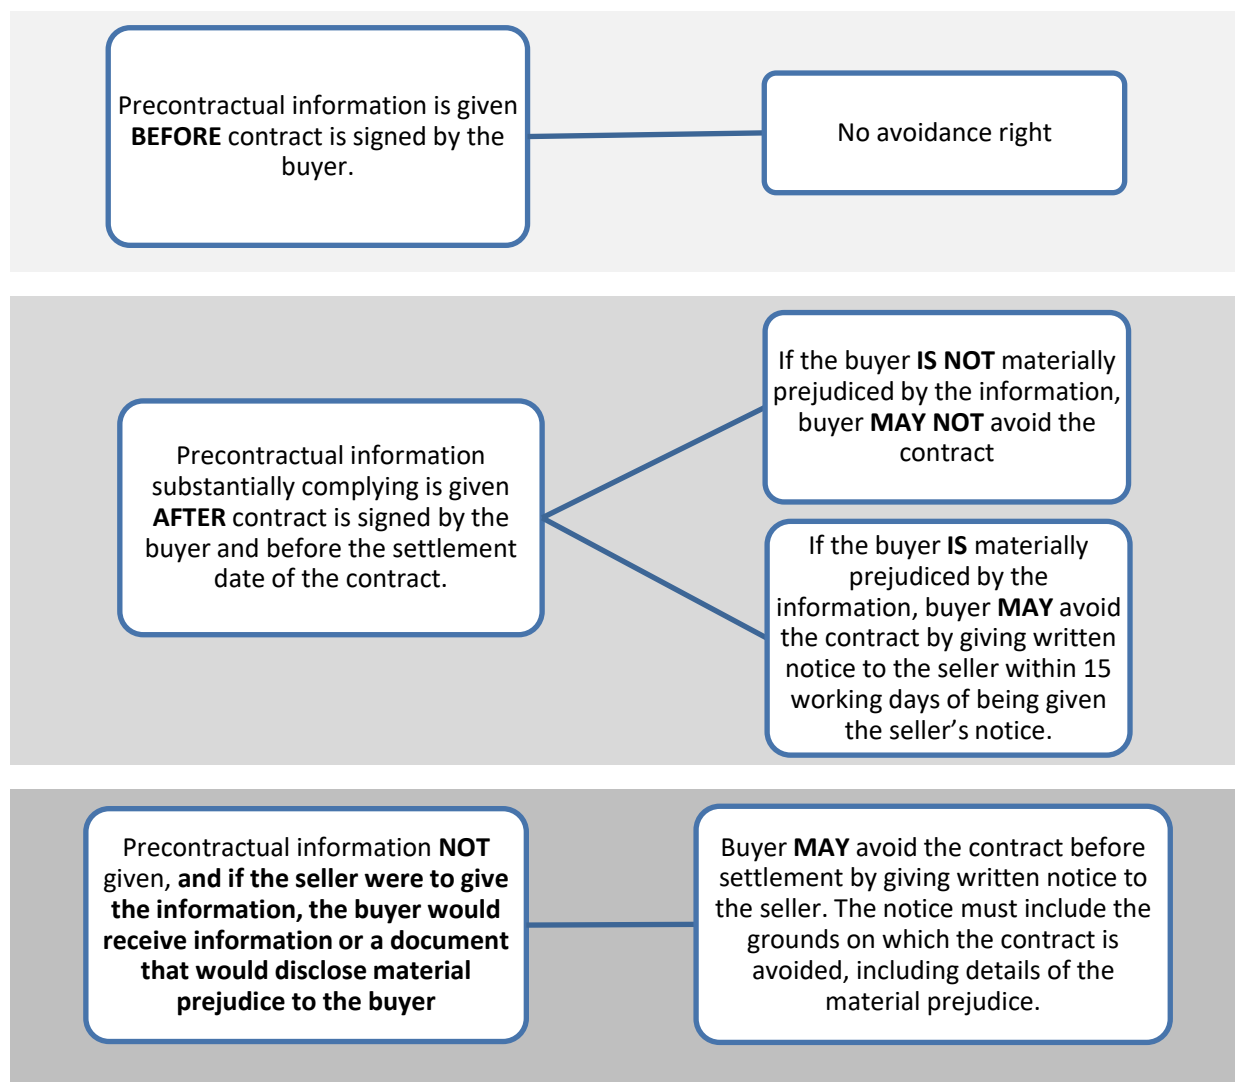 Precontractual information is given
BEFORE contract is signed by the
buyer.
No avoidance right
Precontractual information
substantially complying is given
AFTER contract is signed by the
buyer and before the settlement
date of the contract.
If the buyer IS NOT materially
prejudiced by the information,
buyer MAY NOT avoid the
contract
If the buyer IS materially
prejudiced by the
information, buyer MAY avoid
the contract by giving written
notice to the seller within 15
working days of being given
the seller’s notice.
Precontractual information NOT
given, and if the seller were to give
the information, the buyer would
receive information or a document
that would disclose material
prejudice to the buyer
Buyer MAY avoid the contract before
settlement by giving written notice to
the seller. The notice must include the
grounds on which the contract is
avoided, including details of the
material prejudice.